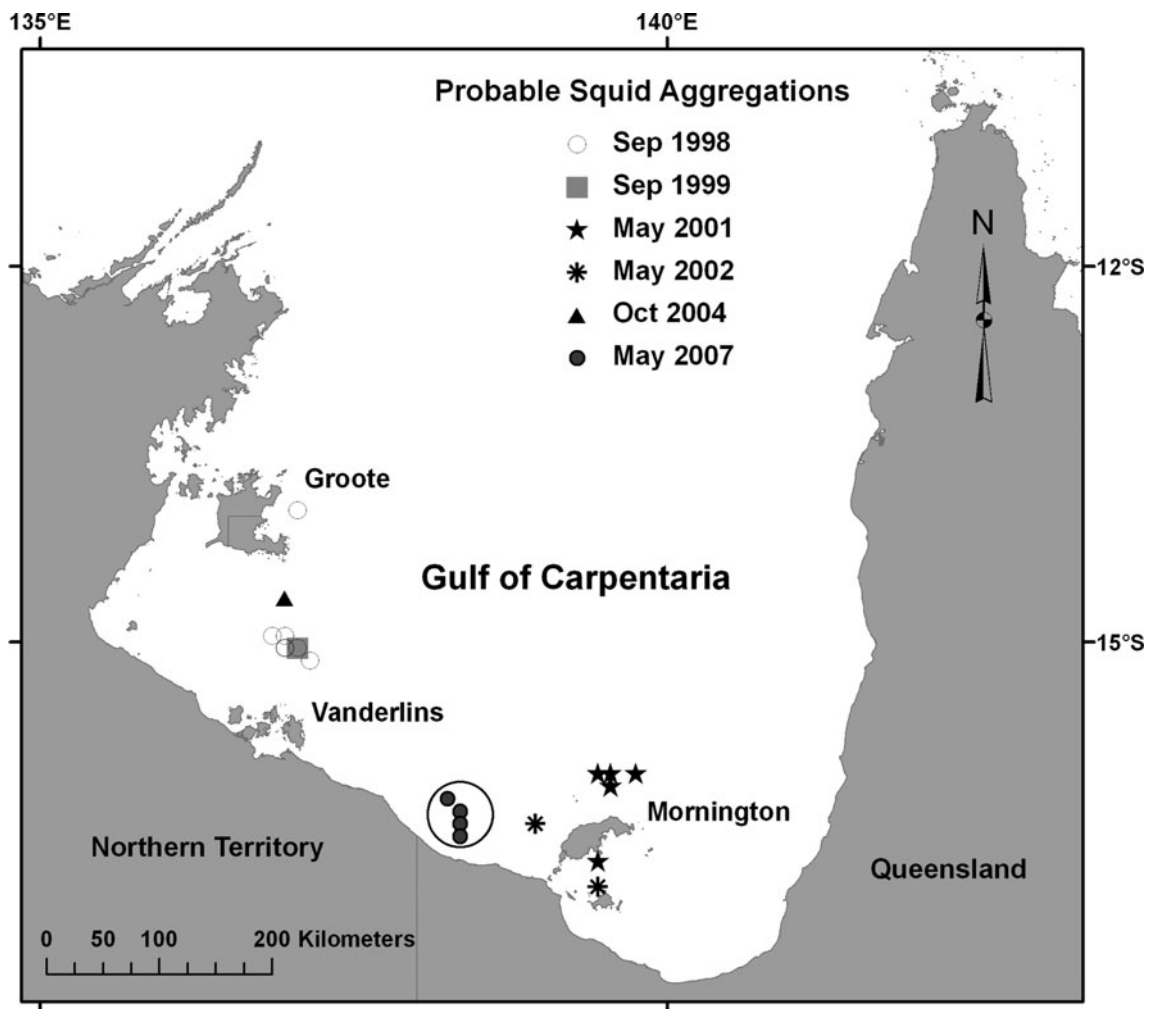 135°E
140°E
Probable Squid Aggregations
Sep 1998
Sep 1999
May 2001
May 2002
Oct 2004
May 2007
N
12°S
Groote
Gulf of Carpentaria
15°S
Vanderlins
Mornington
Northern Territory
Queensland
0 50 100 200 Kilometers